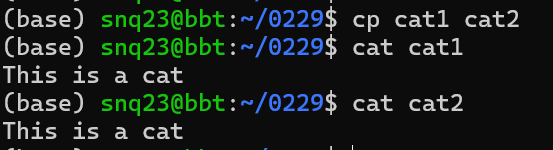 (base) snq23@bbt:~/0229$ cp cat1 cat2
(base) snq23@bbt:~/0229$ cat cat1
This is a cat
(base) snq23@bbt:~/0229$ cat cat2
This is a cat